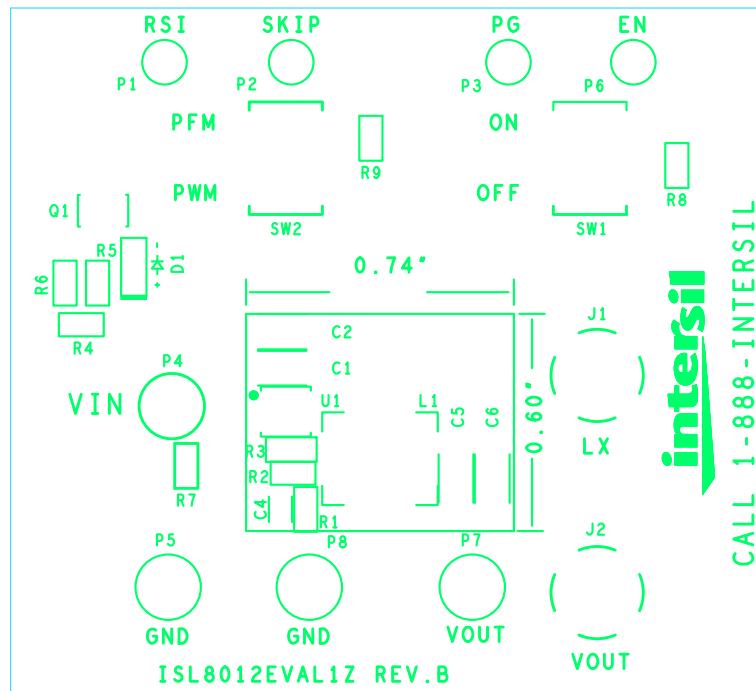 RSI SKIP PG EN
P1 P2 P3 P6
PFM ON
R9
PWM OFF R8
Q1
SW2 SW1
R5 D1
0.74"
R6
R4
C2 J1
C1
P4
VIN
U1 L1 C5 C6 0.60"
intersil
LX
R3
R2
R7
C4 R1
P5 P8 P7 J2
GND GND VOUT
VOUT
ISL8012EVAL1Z REV.B
CALL 1-888-INTERSIL